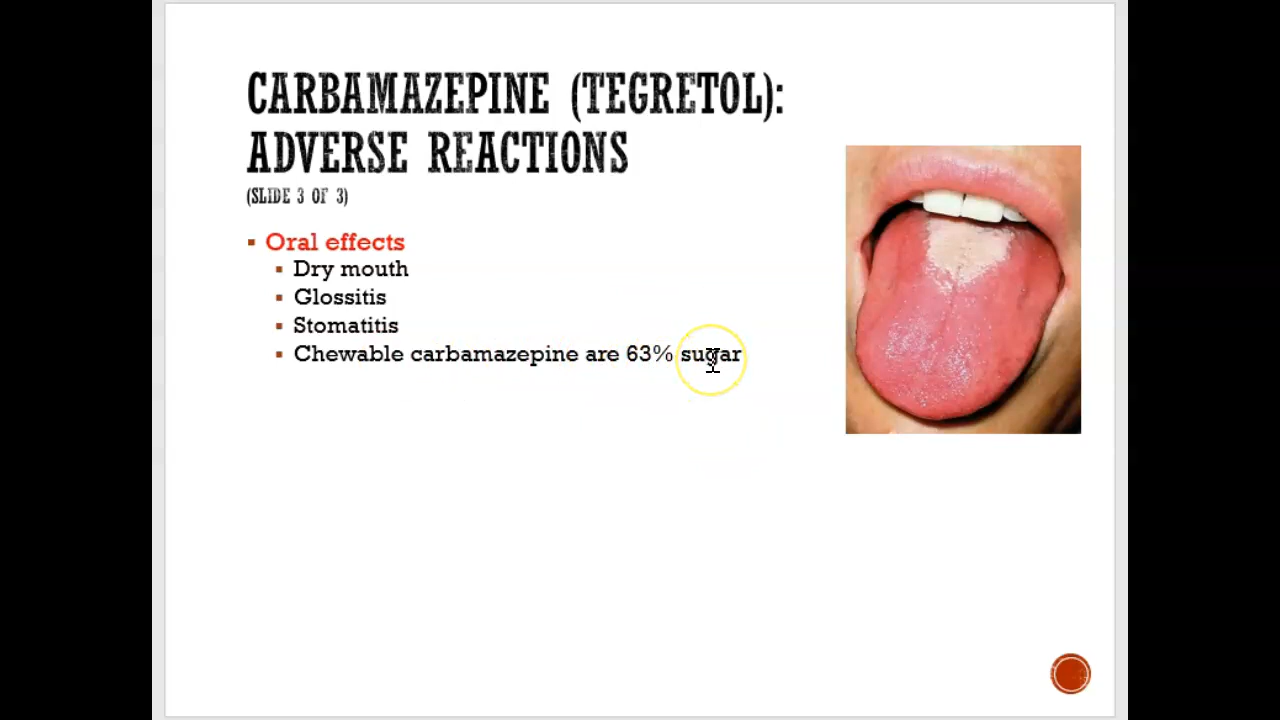 CARBAMAZEPINE (TEGRETOL):
ADVERSE REACTIONS
(SLIDE 3 OF 3)
▪ Oral effects
▪ Dry mouth
▪ Glossitis
▪ Stomatitis
▪ Chewable carbamazepine are 63% sugar